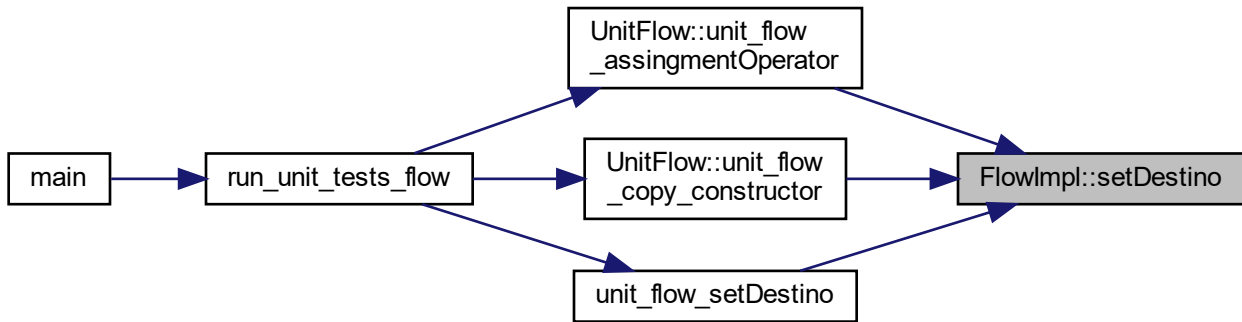 main
run_unit_tests_flow
UnitFlow::unit_flow
_assingmentOperator
UnitFlow::unit_flow
_copy_constructor
unit_flow_setDestino
FlowImpl::setDestino